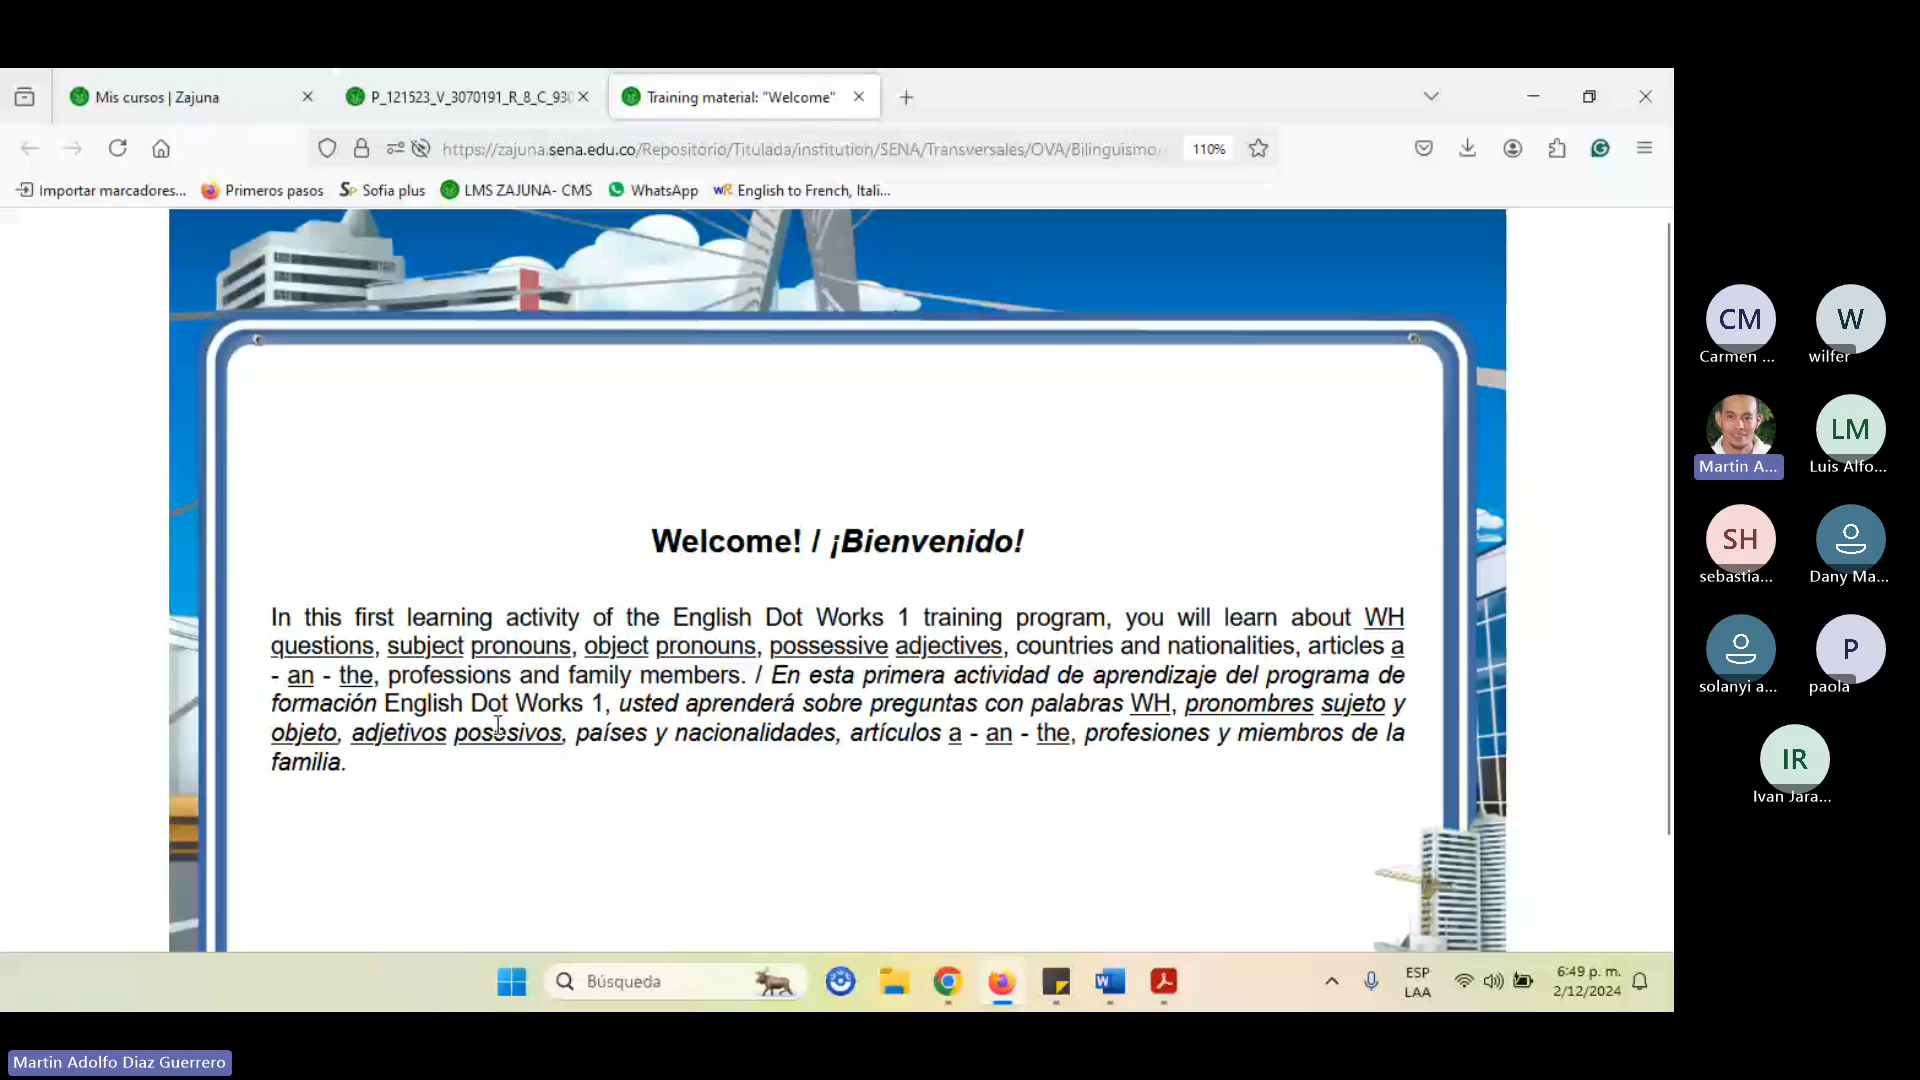 Mis cursos | Zajuna
P_121523_V_3070191_R_8_C_930
Training material: "Welcome"
https://zajuna.sena.edu.co/Repositorio/Titulada/institution/SENA/Transversales/OVA/Bilinguismo/
110%
Importar marcadores...
Primeros pasos
Sofia plus
LMS ZAJUNA- CMS
WhatsApp
English to French, Itali...
Welcome! / ¡Bienvenido!
In this first learning activity of the English Dot Works 1 training program, you will learn about WH
questions, subject pronouns, object pronouns, possessive adjectives, countries and nationalities, articles a
- an - the, professions and family members. / En esta primera actividad de aprendizaje del programa de
formación English Dot Works 1, usted aprenderá sobre preguntas con palabras WH, pronombres sujeto y
objeto, adjetivos posesivos, países y nacionalidades, artículos a - an - the, profesiones y miembros de la
familia.
CM
Carmen ...
W
wilfer
Martin A...
LM
Luis Alfo...
SH
sebastia...
Dany Ma...
solanyi a...
P
paola
IR
Ivan Jara...
Búsqueda
ESP
LAA
6:49 p. m.
2/12/2024
Martin Adolfo Diaz Guerrero